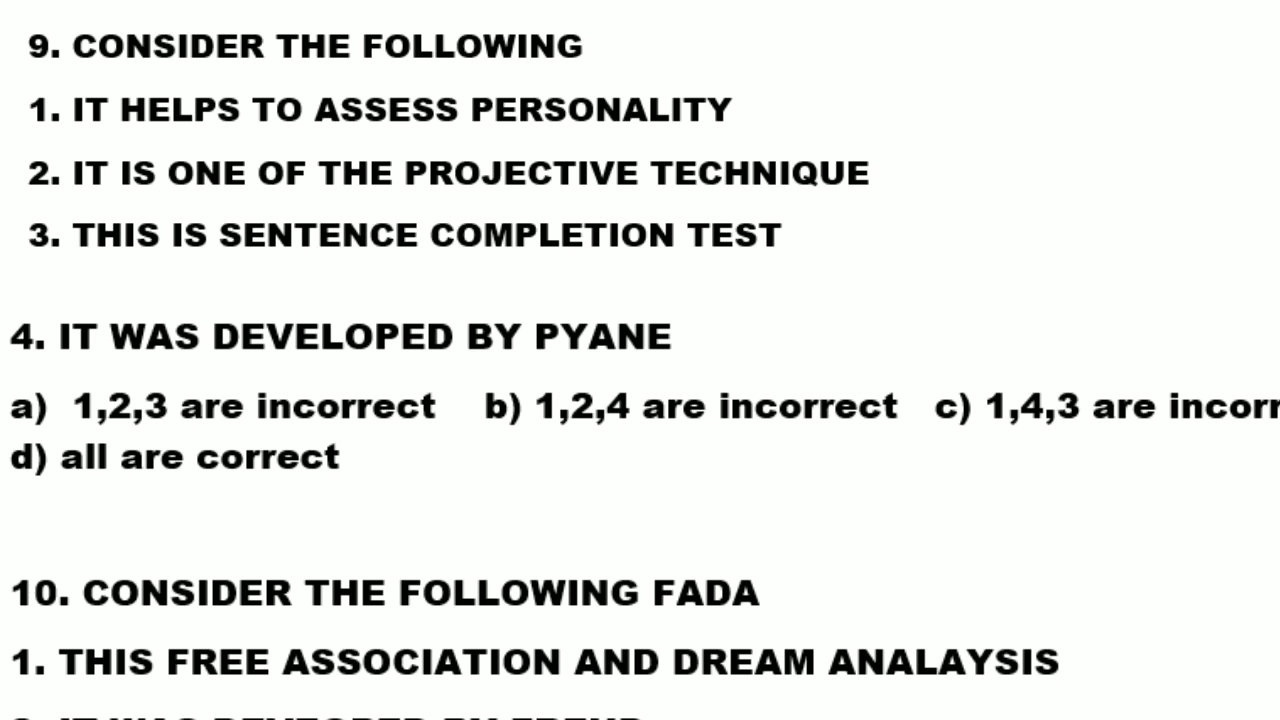 9. CONSIDER THE FOLLOWING
1. IT HELPS TO ASSESS PERSONALITY
2. IT IS ONE OF THE PROJECTIVE TECHNIQUE
3. THIS IS SENTENCE COMPLETION TEST
4. IT WAS DEVELOPED BY PYANE
a) 1,2,3 are incorrect b) 1,2,4 are incorrect c) 1,4,3 are
d) all are correct
10. CONSIDER THE FOLLOWING FADA
1. THIS FREE ASSOCIATION AND DREAM ANALAYSIS